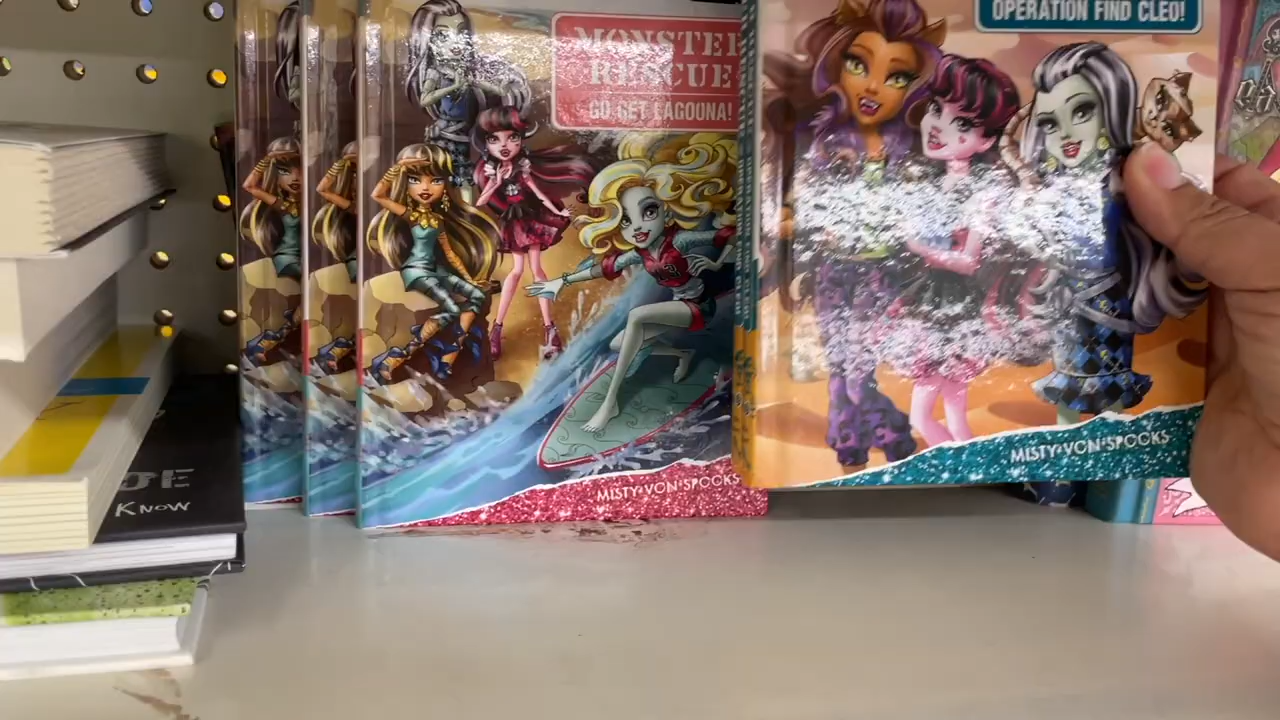 MONSTER
RESCUE
GO GET LAGOONA!
MISTY VON SPOOKS
OPERATION FIND CLEO!
MISTY VON SPOOKS
KNOW